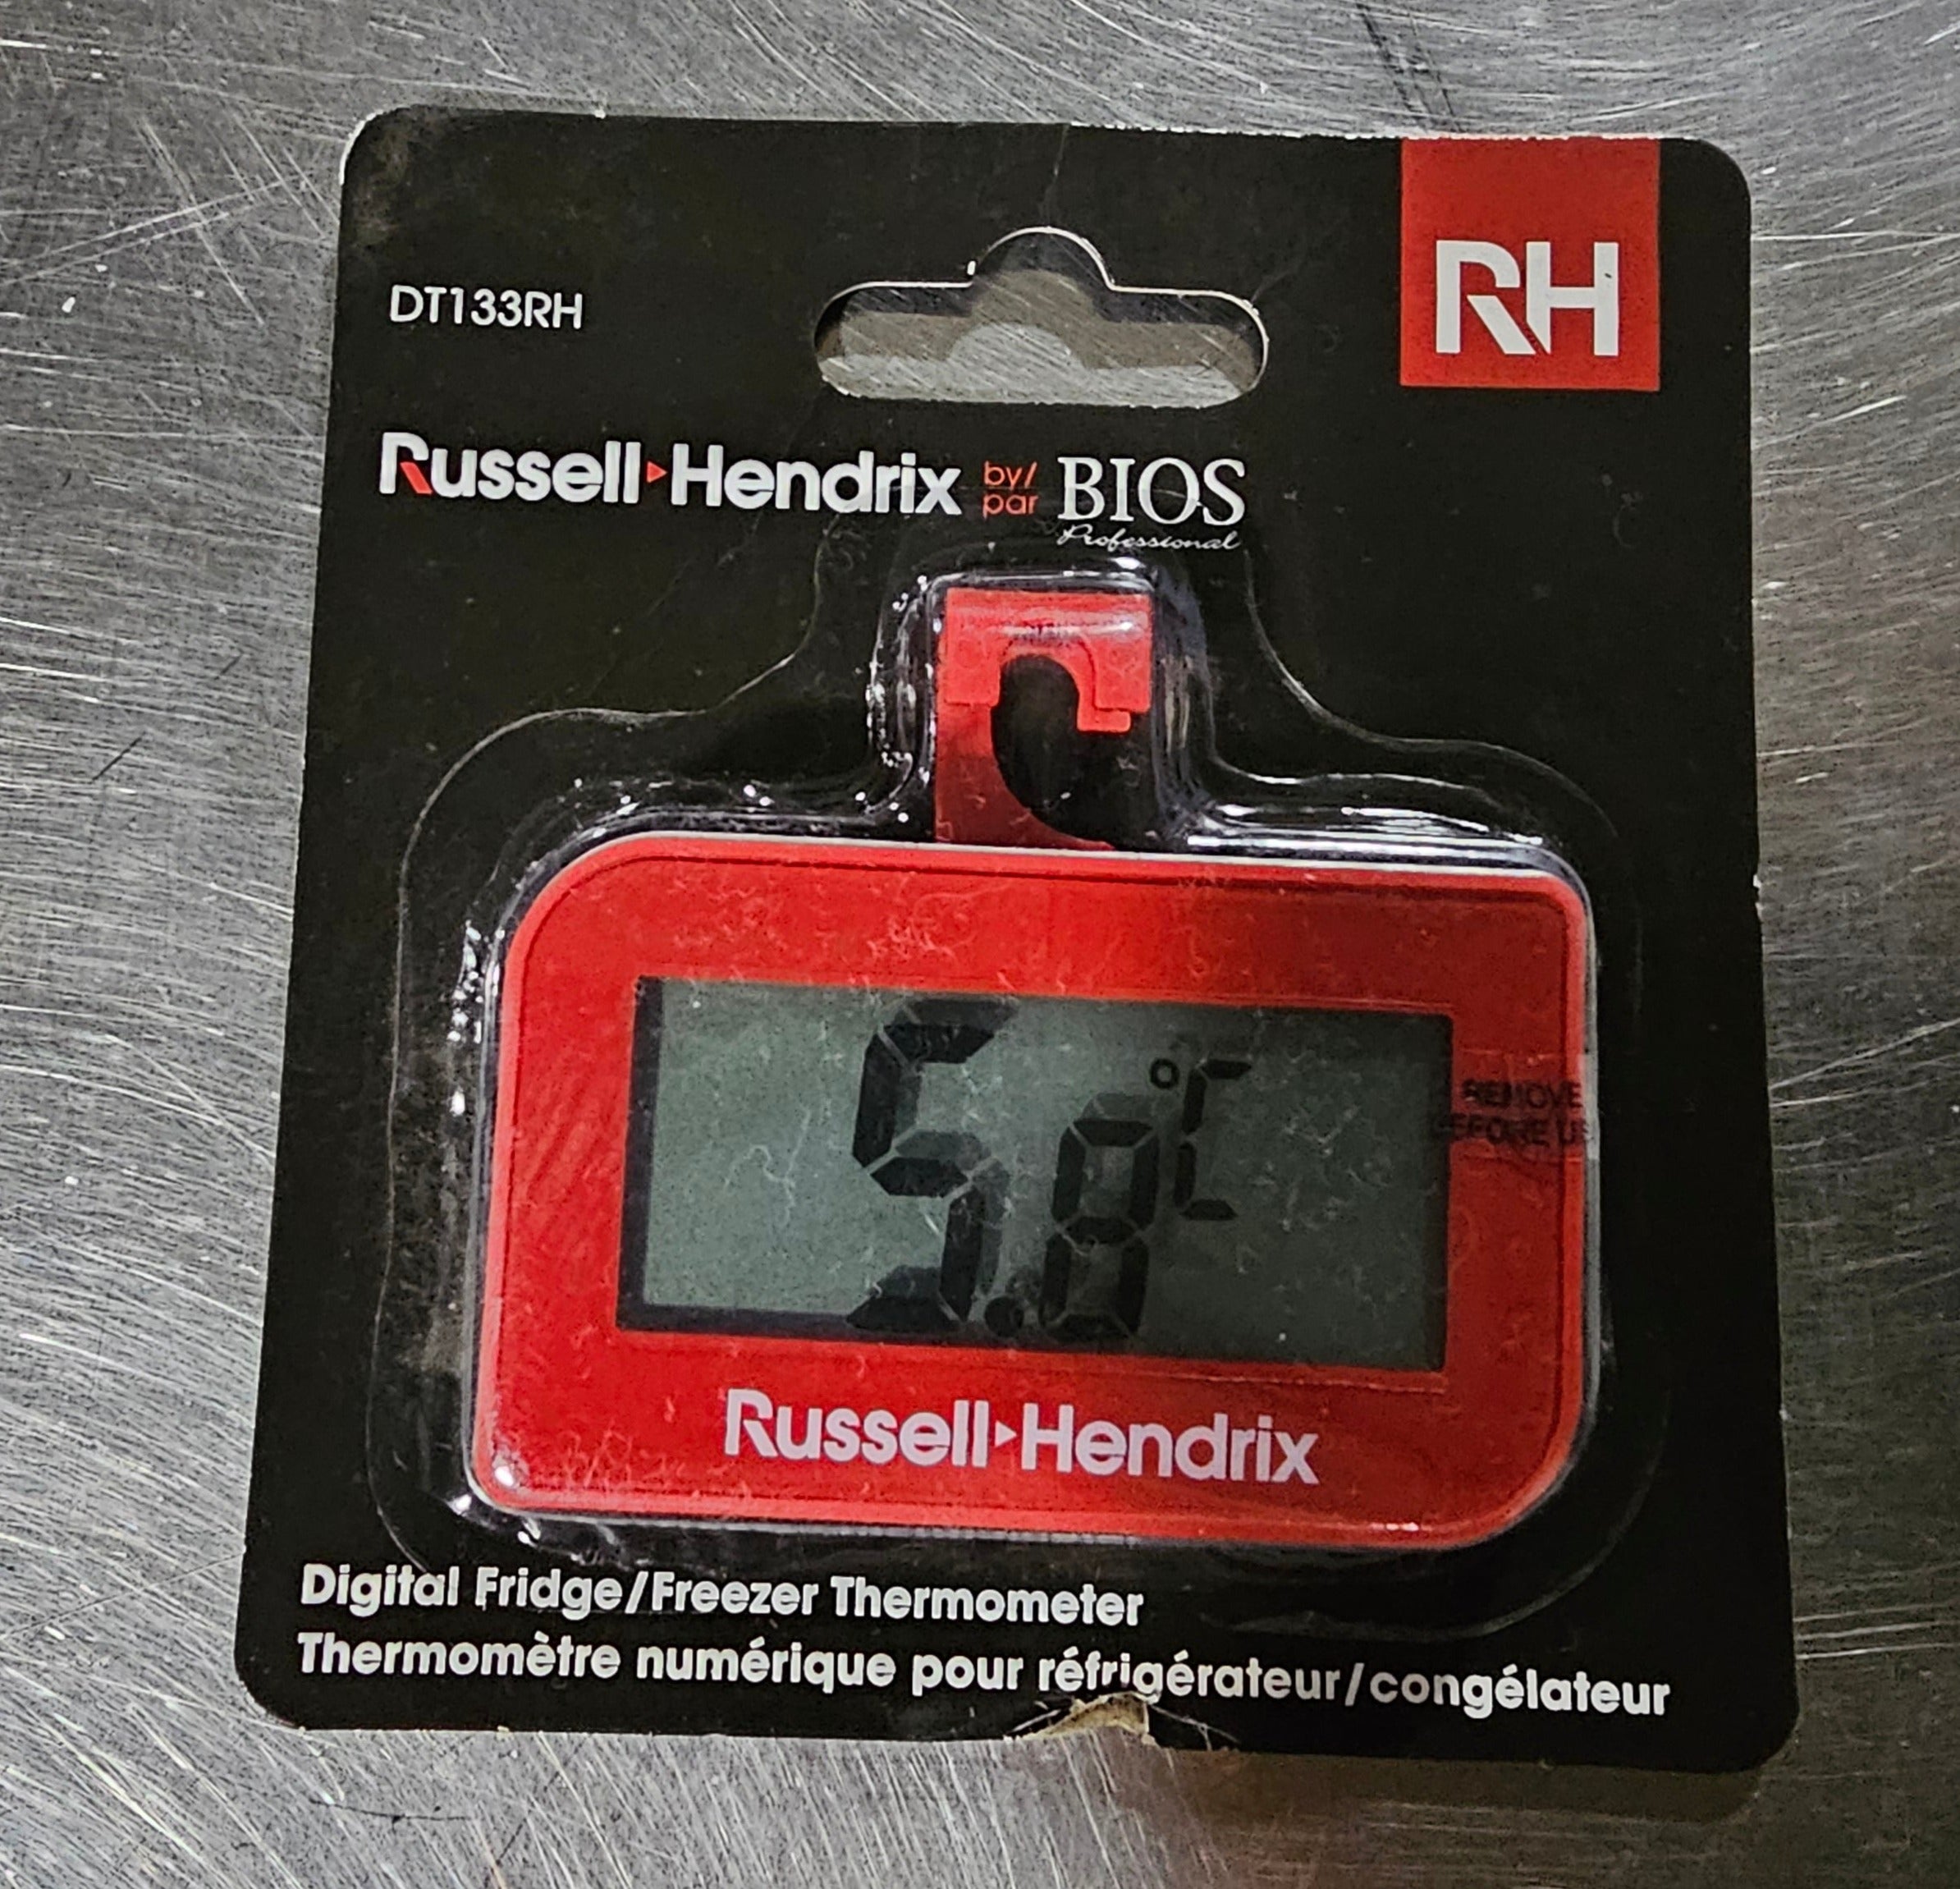 RH
DT133RH
Russell Hendrix by/par BIOS
Professional
5.8 °C
REMOVE
Russell Hendrix
Digital Fridge/Freezer Thermometer
Thermomètre numérique pour réfrigérateur/congélateur